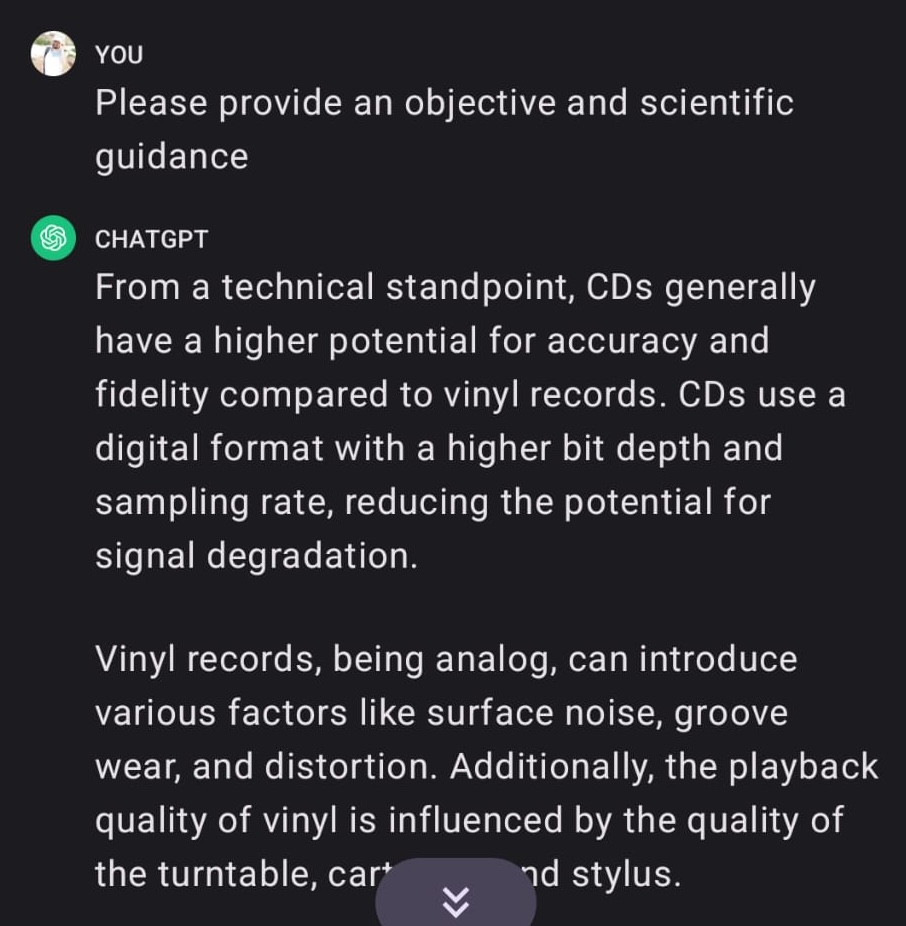 YOU
Please provide an objective and scientific
guidance
CHATGPT
From a technical standpoint, CDs generally
have a higher potential for accuracy and
fidelity compared to vinyl records. CDs use a
digital format with a higher bit depth and
sampling rate, reducing the potential for
signal degradation.
Vinyl records, being analog, can introduce
various factors like surface noise, groove
wear, and distortion. Additionally, the playback
quality of vinyl is influenced by the quality of
the turntable, stylus.